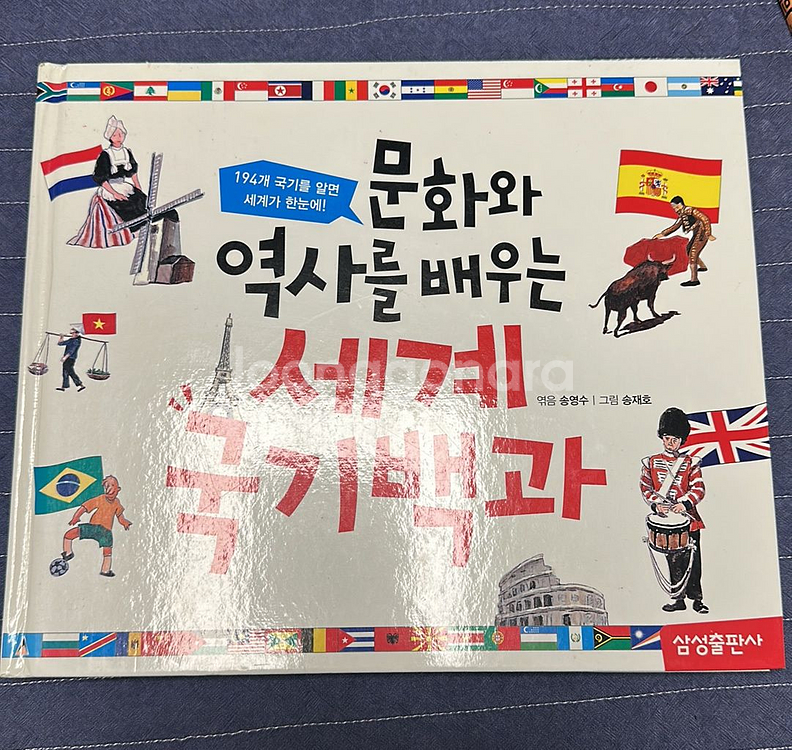 194개 국기를 알면
세계가 한눈에!
문화와
역사를 배우는
세계
국기백과
엮음 송영수 | 그림 송재호
joonggonara
삼성출판사